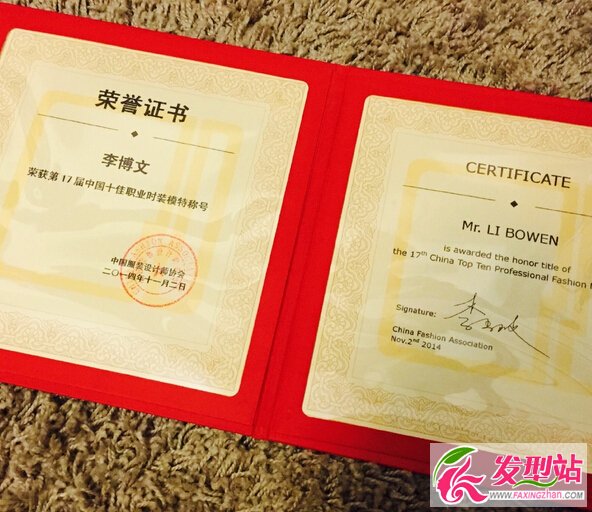 荣誉证书
李博文
荣获第17届中国十佳职业时装模特称号
中国服装设计师协会
二〇一四年十一月二日
CERTIFICATE
Mr. LI BOWEN
is awarded the honor title of
the 17th China Top Ten Professional Fashion
Signature:
China Fashion Association
Nov.2nd 2014
发型站
WWW.FAXINGZHAN.COM